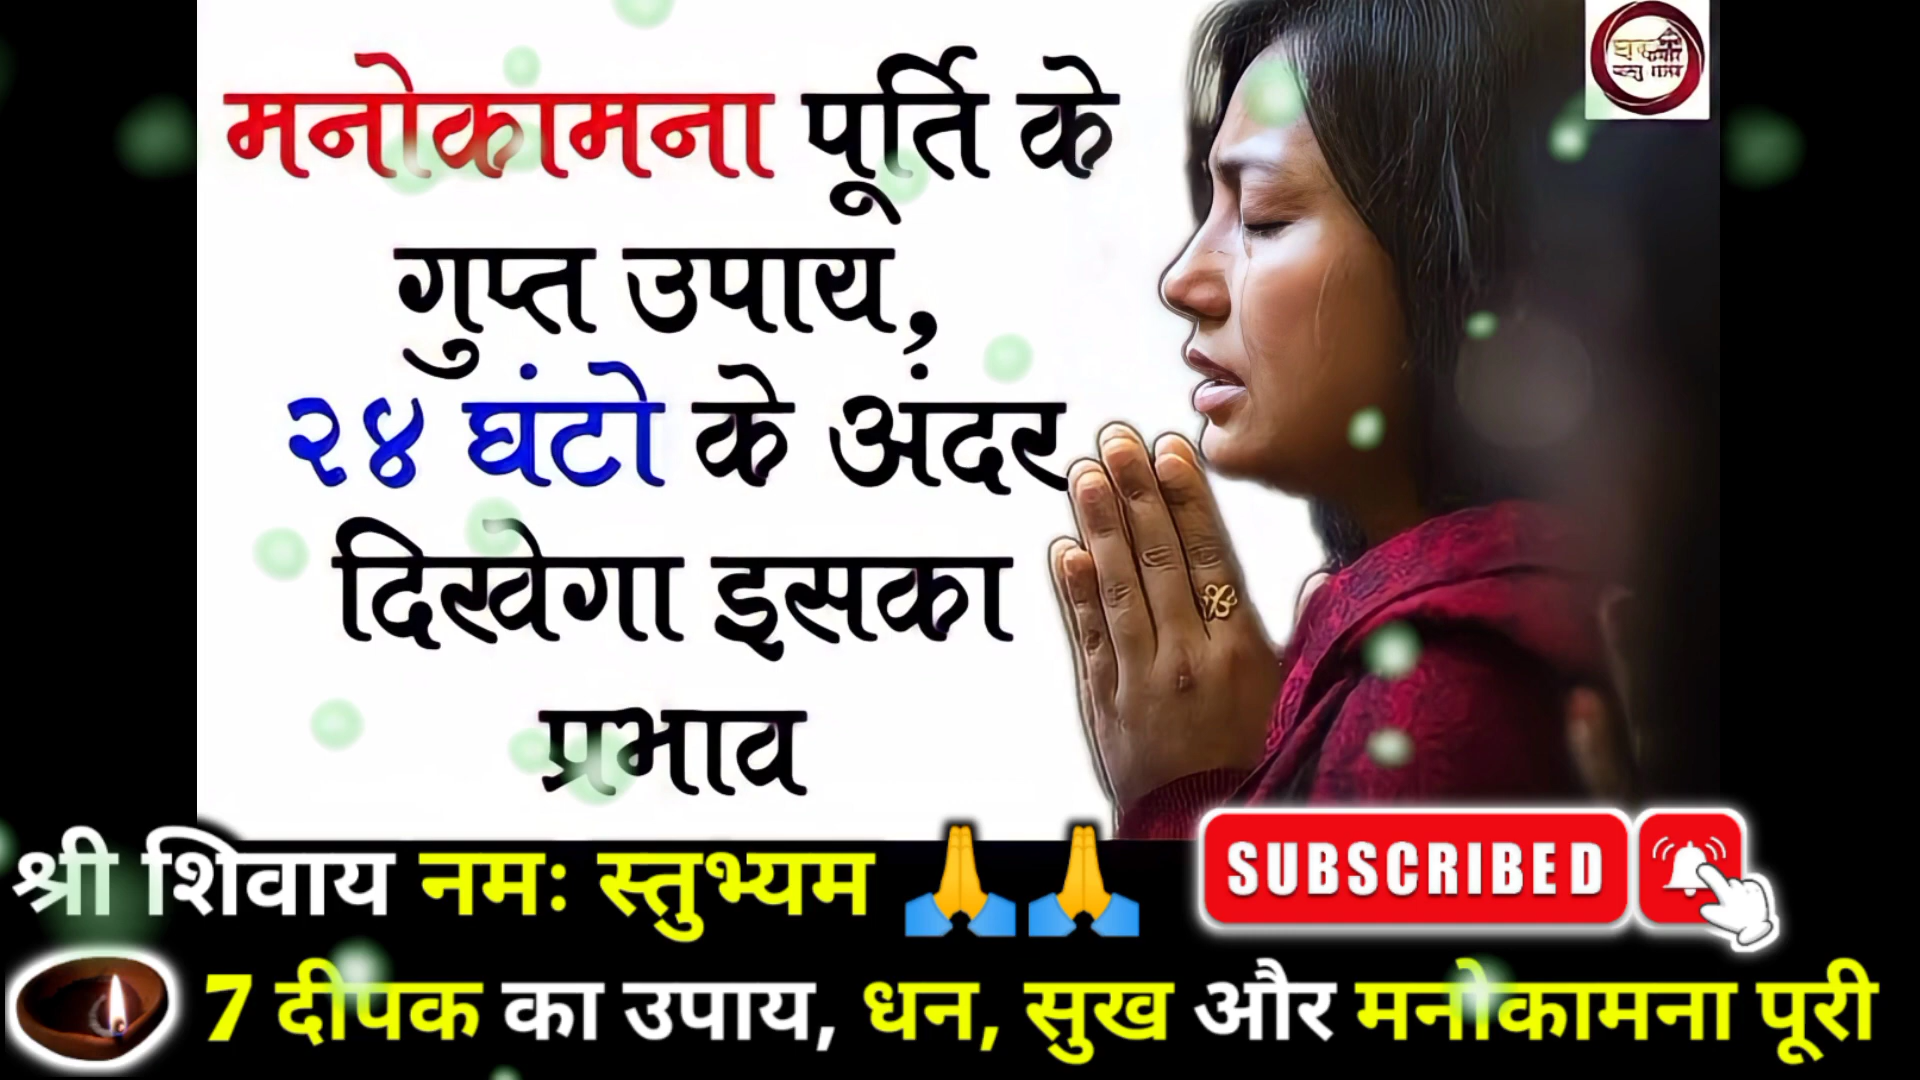 मनोकामना पूर्ति के
गुप्त उपाय,
२४ घंटो के अंदर
दिखेगा इसका
प्रभाव
श्री शिवाय नमः स्तुभ्यम 🙏🙏
SUBSCRIBED
7 दीपक का उपाय, धन, सुख और मनोकामना पूरी